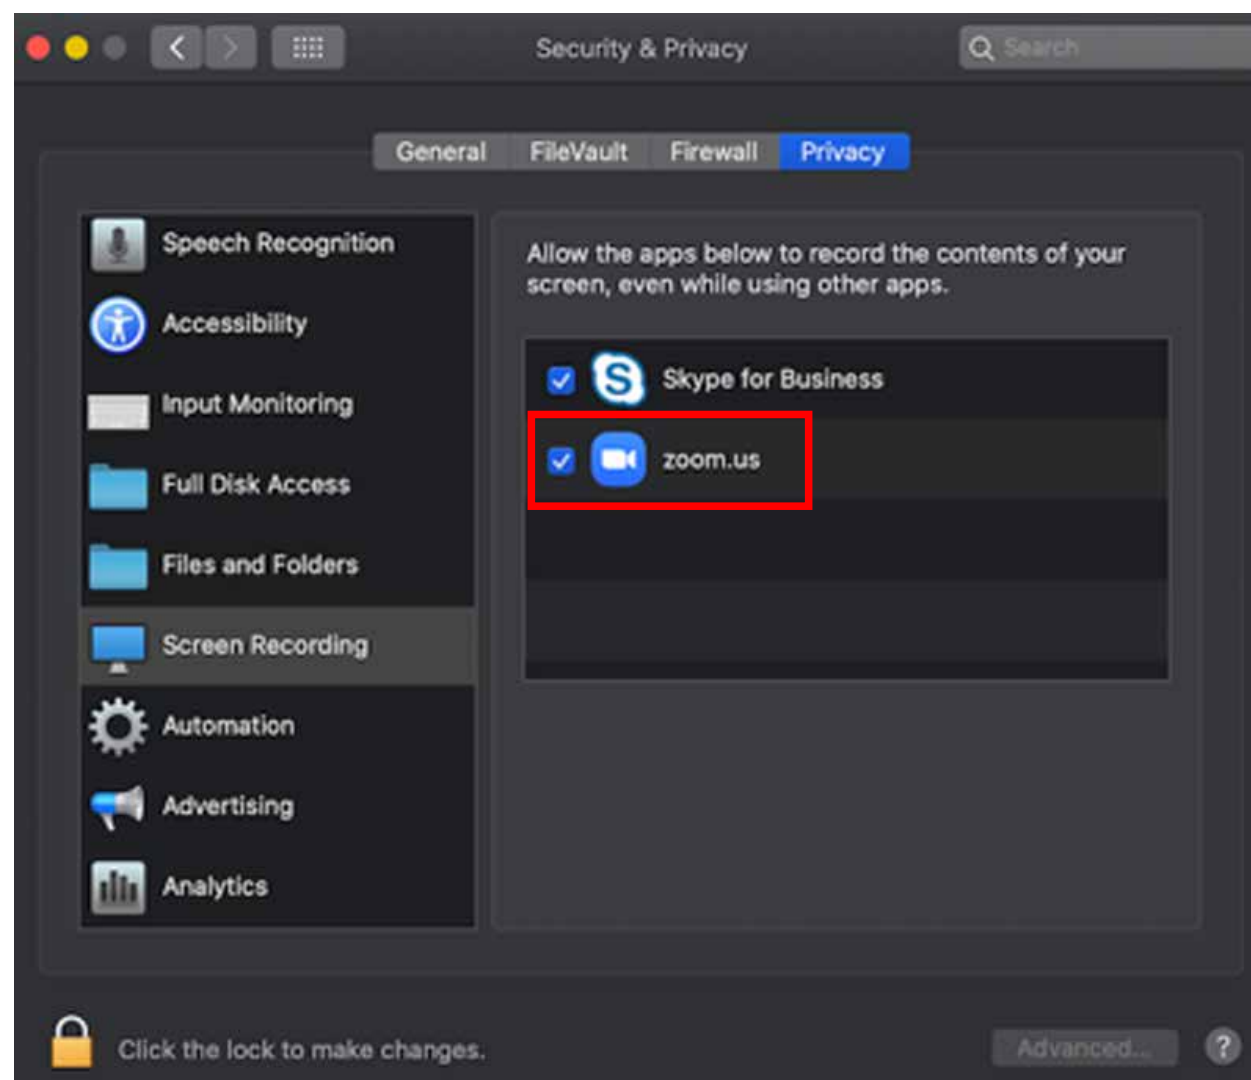 Security & Privacy
Search
General
FileVault
Firewall
Privacy
Speech Recognition
Accessibility
Input Monitoring
Full Disk Access
Files and Folders
Screen Recording
Automation
Advertising
Analytics
Allow the apps below to record the contents of your
screen, even while using other apps.
Skype for Business
zoom.us
Click the lock to make changes.
Advanced...
?